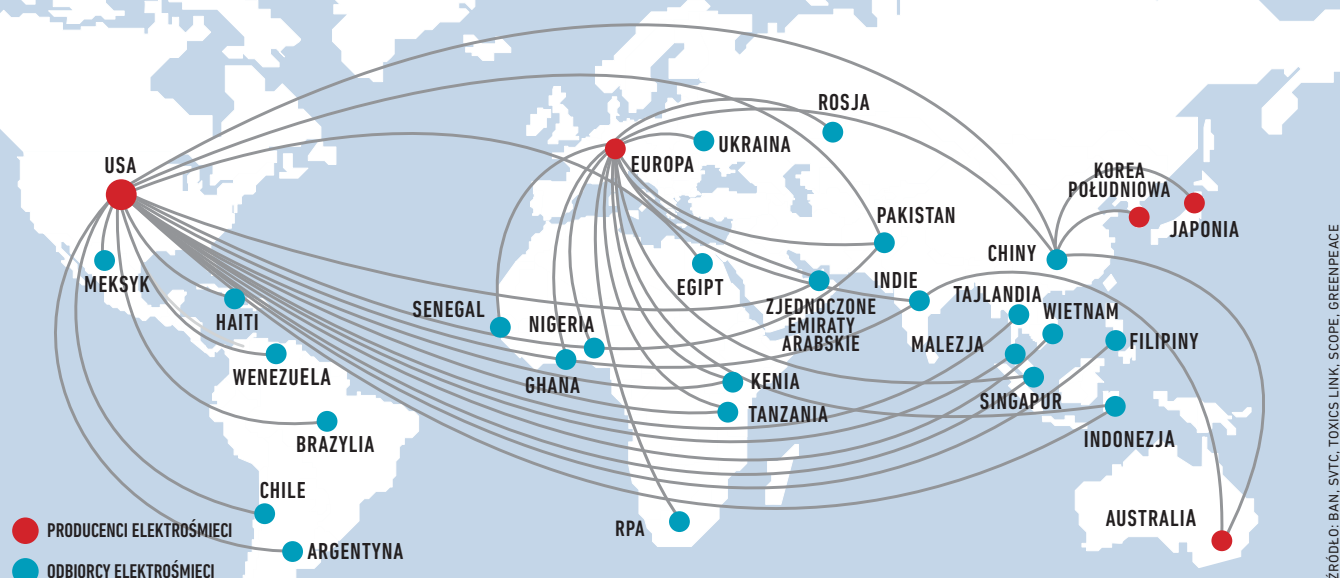 USA
MEKSYK
HAITI
WENEZUELA
BRAZYLIA
CHILE
ARGENTYNA
EUROPA
UKRAINA
ROSJA
SENEGAL
NIGERIA
GHANA
EGIPT
KENIA
TANZANIA
RPA
PAKISTAN
ZJEDNOCZONE
EMIRATY
ARABSKIE
INDIE
CHINY
KOREA
POŁUDNIOWA
JAPONIA
TAJLANDIA
WIETNAM
MALEZJA
FILIPINY
SINGAPUR
INDONEZJA
AUSTRALIA
PRODUCENCI ELEKTROŚMIECI
ODBIORCY ELEKTROŚMIECI
ŹRÓDŁO: BAN, SVTC, TOXICS LINK, SCOPE, GREENPEACE